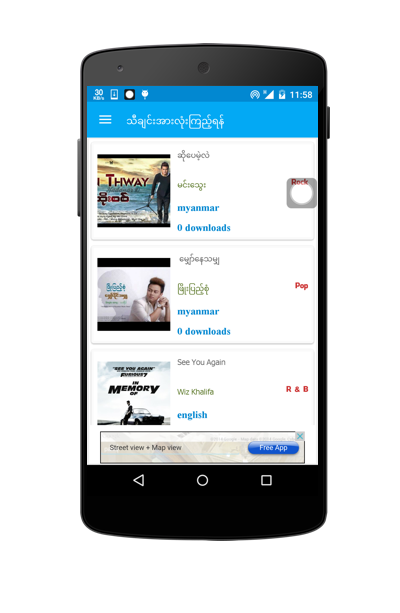 30
KB/s
11:58
သီချင်းအားလုံးကြည့်ရန်
ဆိုပေမဲ့လဲ
Rock
THWAY
မင်းသွေး
myanmar
0 downloads
မျှော်နေသမျှ
ဖြိုးပြည့်စုံ
Pop
myanmar
0 downloads
See You Again
"SEE YOU AGAIN"
FURIOUS 7
IN
MEMORY
OF
Wiz Khalifa
R & B
english
Street view + Map view
Free App